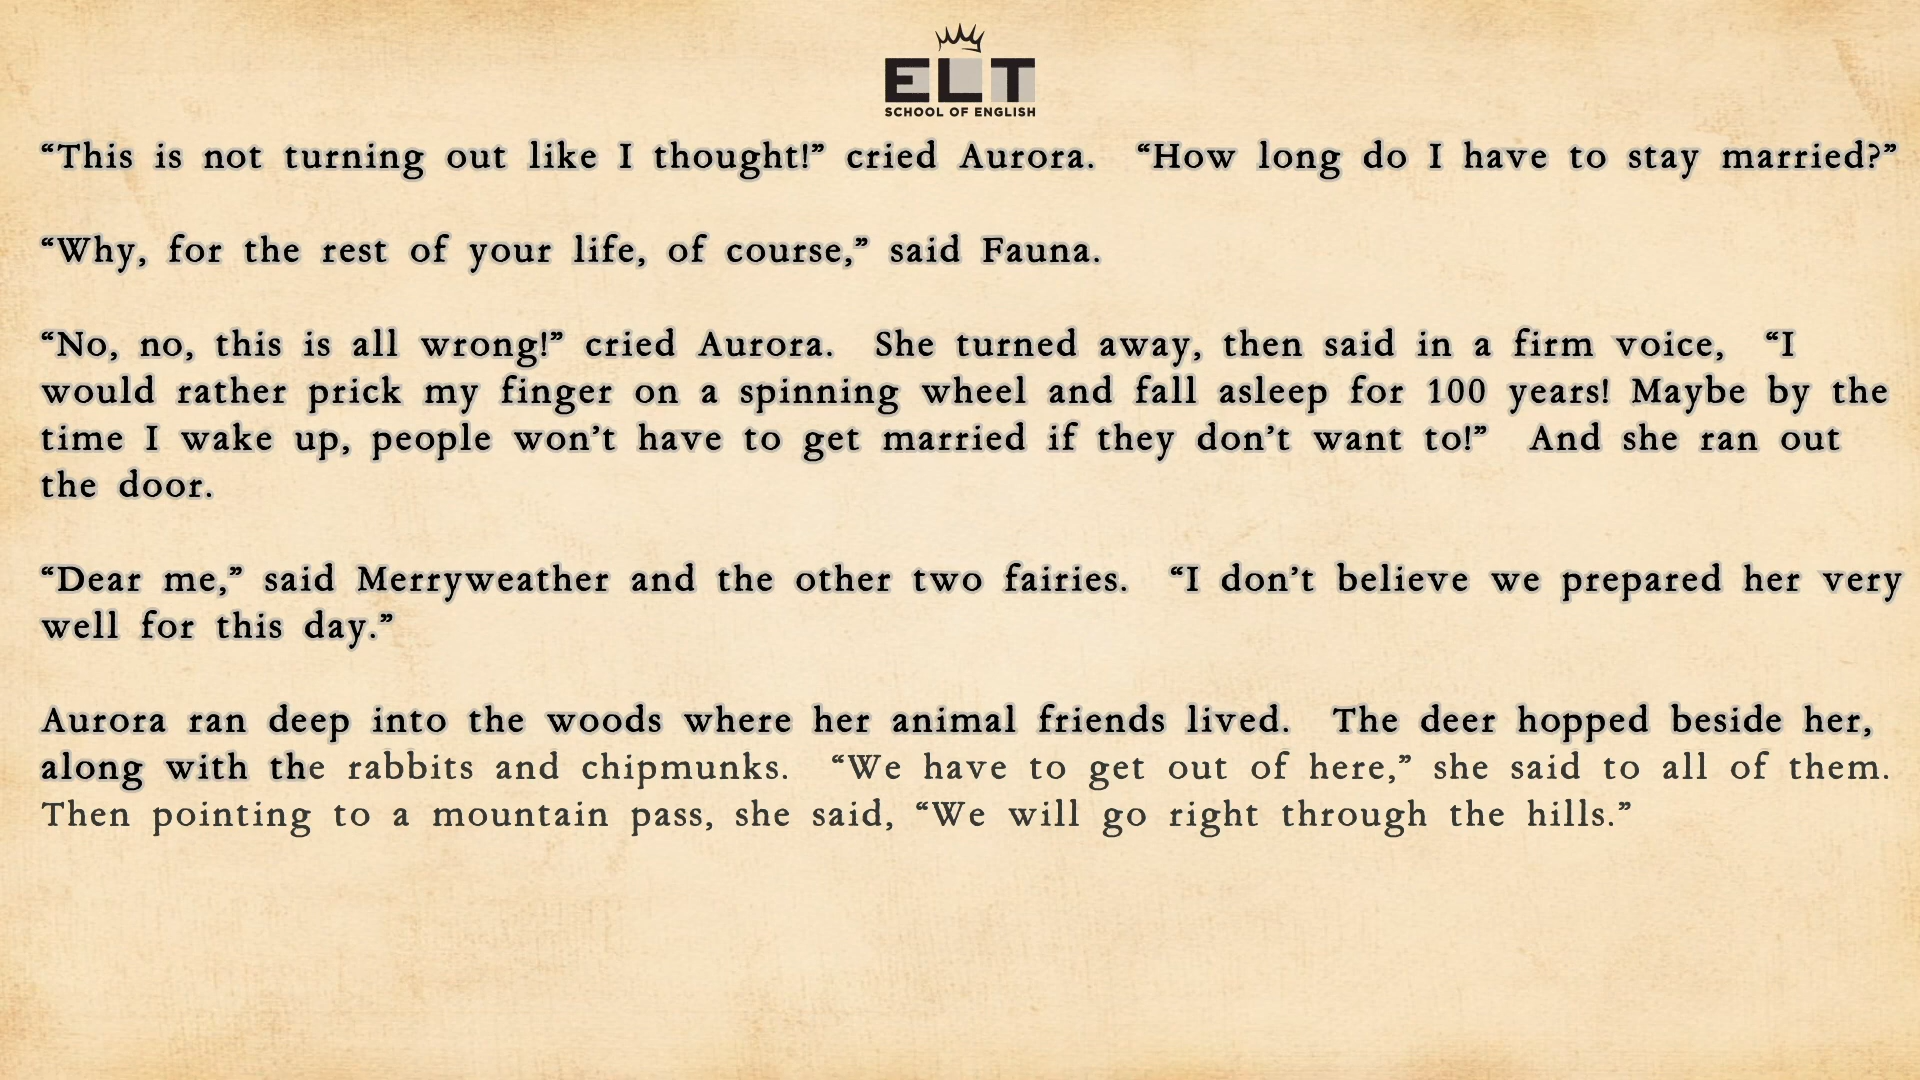 ELT
SCHOOL OF ENGLISH
“This is not turning out like I thought!” cried Aurora. “How long do I have to stay married?”
“Why, for the rest of your life, of course,” said Fauna.
“No, no, this is all wrong!” cried Aurora. She turned away, then said in a firm voice, “I
would rather prick my finger on a spinning wheel and fall asleep for 100 years! Maybe by the
time I wake up, people won’t have to get married if they don’t want to!” And she ran out
the door.
“Dear me,” said Merryweather and the other two fairies. “I don’t believe we prepared her very
well for this day.”
Aurora ran deep into the woods where her animal friends lived. The deer hopped beside her,
along with the rabbits and chipmunks. “We have to get out of here,” she said to all of them.
Then pointing to a mountain pass, she said, “We will go right through the hills.”